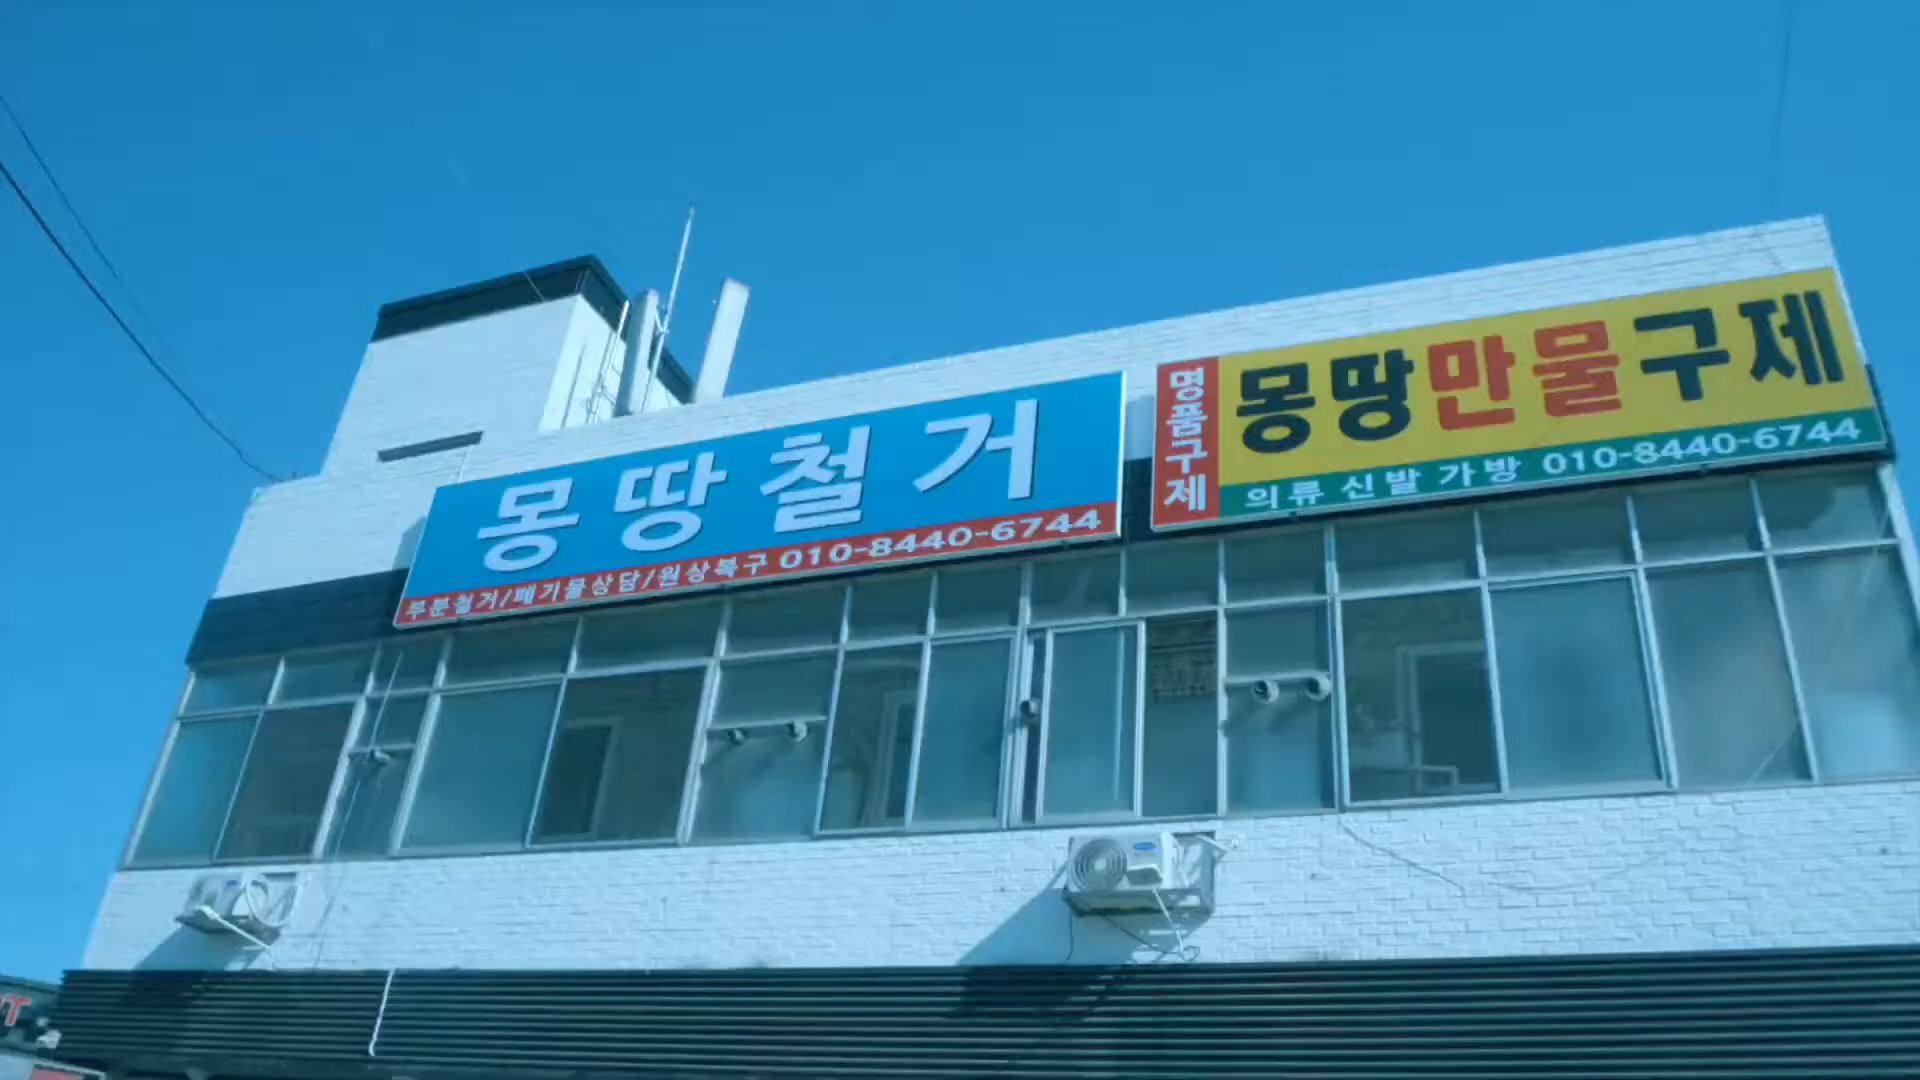 몽땅철거
부분철거/폐기물상담/원상복구 010-8440-6744
명품구제
몽땅만물구제
의류 신발 가방 010-8440-6744